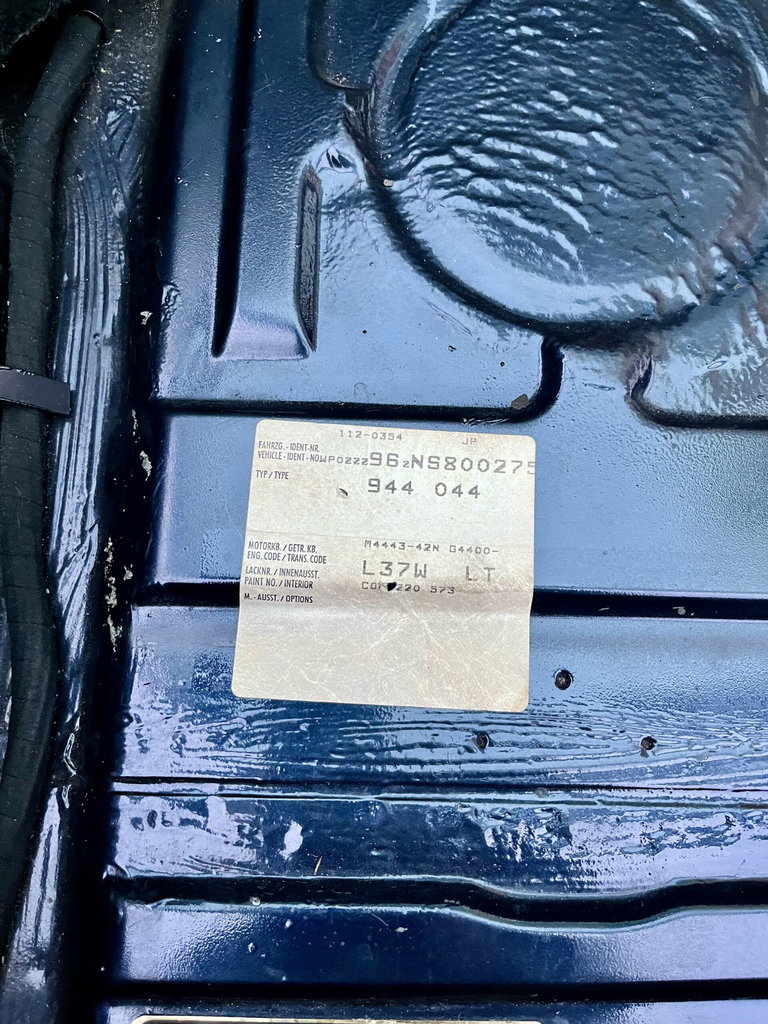 112-0354 JP
FAHRZG. - IDENT-NR.
VEHICLE - IDENT - NO. WP0ZZZ96ZNS800275
TYP / TYPE 944 044
MOTORKB. / GETR. KB. M4443-42N G4400-
ENG. CODE / TRANS. CODE
LACKNR. / INNENAUSST. L37W LT
PAINT NO. / INTERIOR 220 573
M. - AUSST. / OPTIONS